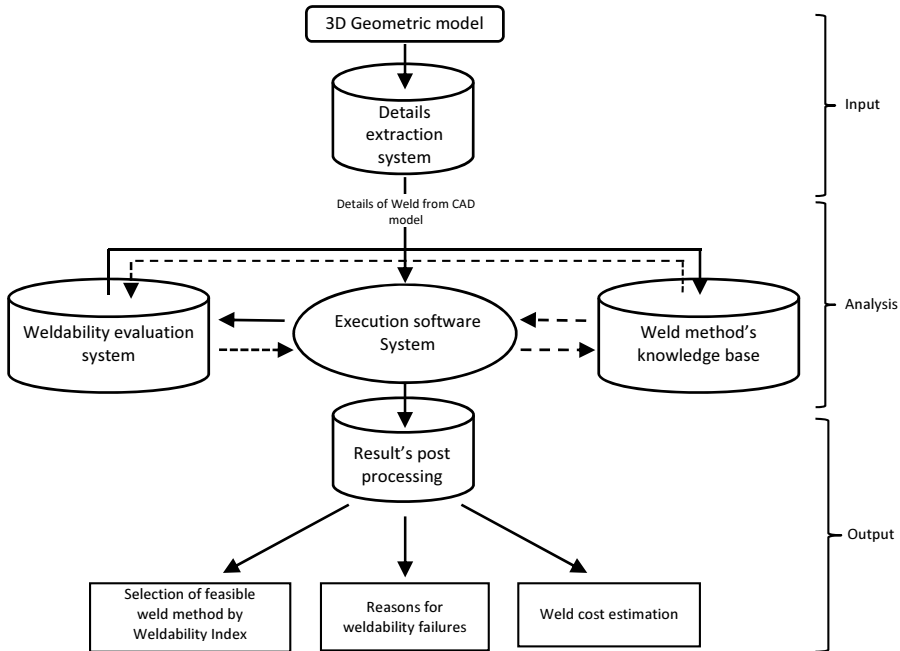 3D Geometric model
Details
extraction
system
Input
Details of Weld from CAD
model
Weldability evaluation
system
Execution software
System
Weld method's
knowledge base
Analysis
Result's post
processing
Output
Selection of feasible
weld method by
Weldability Index
Reasons for
weldability failures
Weld cost estimation